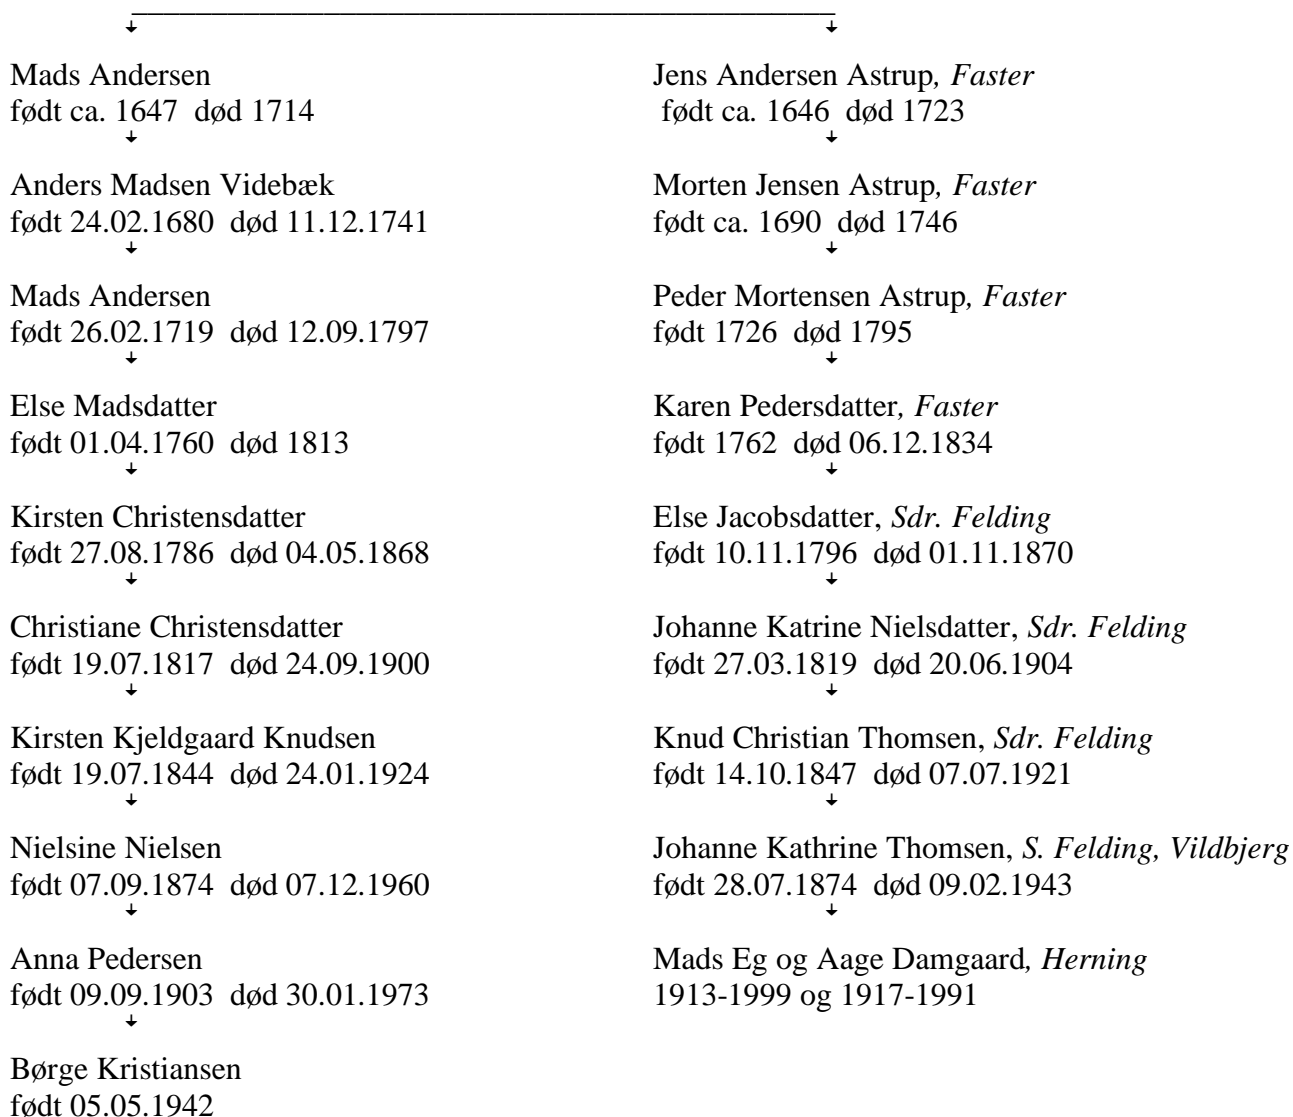 Mads Andersen
født ca. 1647  død 1714
Anders Madsen Videbæk
født 24.02.1680  død 11.12.1741
Mads Andersen
født 26.02.1719  død 12.09.1797
Else Madsdatter
født 01.04.1760  død 1813
Kirsten Christensdatter
født 27.08.1786  død 04.05.1868
Christiane Christensdatter
født 19.07.1817  død 24.09.1900
Kirsten Kjeldgaard Knudsen
født 19.07.1844  død 24.01.1924
Nielsine Nielsen
født 07.09.1874  død 07.12.1960
Anna Pedersen
født 09.09.1903  død 30.01.1973
Børge Kristiansen
født 05.05.1942
Jens Andersen Astrup, Faster
født ca. 1646  død 1723
Morten Jensen Astrup, Faster
født ca. 1690  død 1746
Peder Mortensen Astrup, Faster
født 1726  død 1795
Karen Pedersdatter, Faster
født 1762  død 06.12.1834
Else Jacobsdatter, Sdr. Felding
født 10.11.1796  død 01.11.1870
Johanne Katrine Nielsdatter, Sdr. Felding
født 27.03.1819  død 20.06.1904
Knud Christian Thomsen, Sdr. Felding
født 14.10.1847  død 07.07.1921
Johanne Kathrine Thomsen, S. Felding, Vildbjerg
født 28.07.1874  død 09.02.1943
Mads Eg og Aage Damgaard, Herning
1913-1999 og 1917-1991